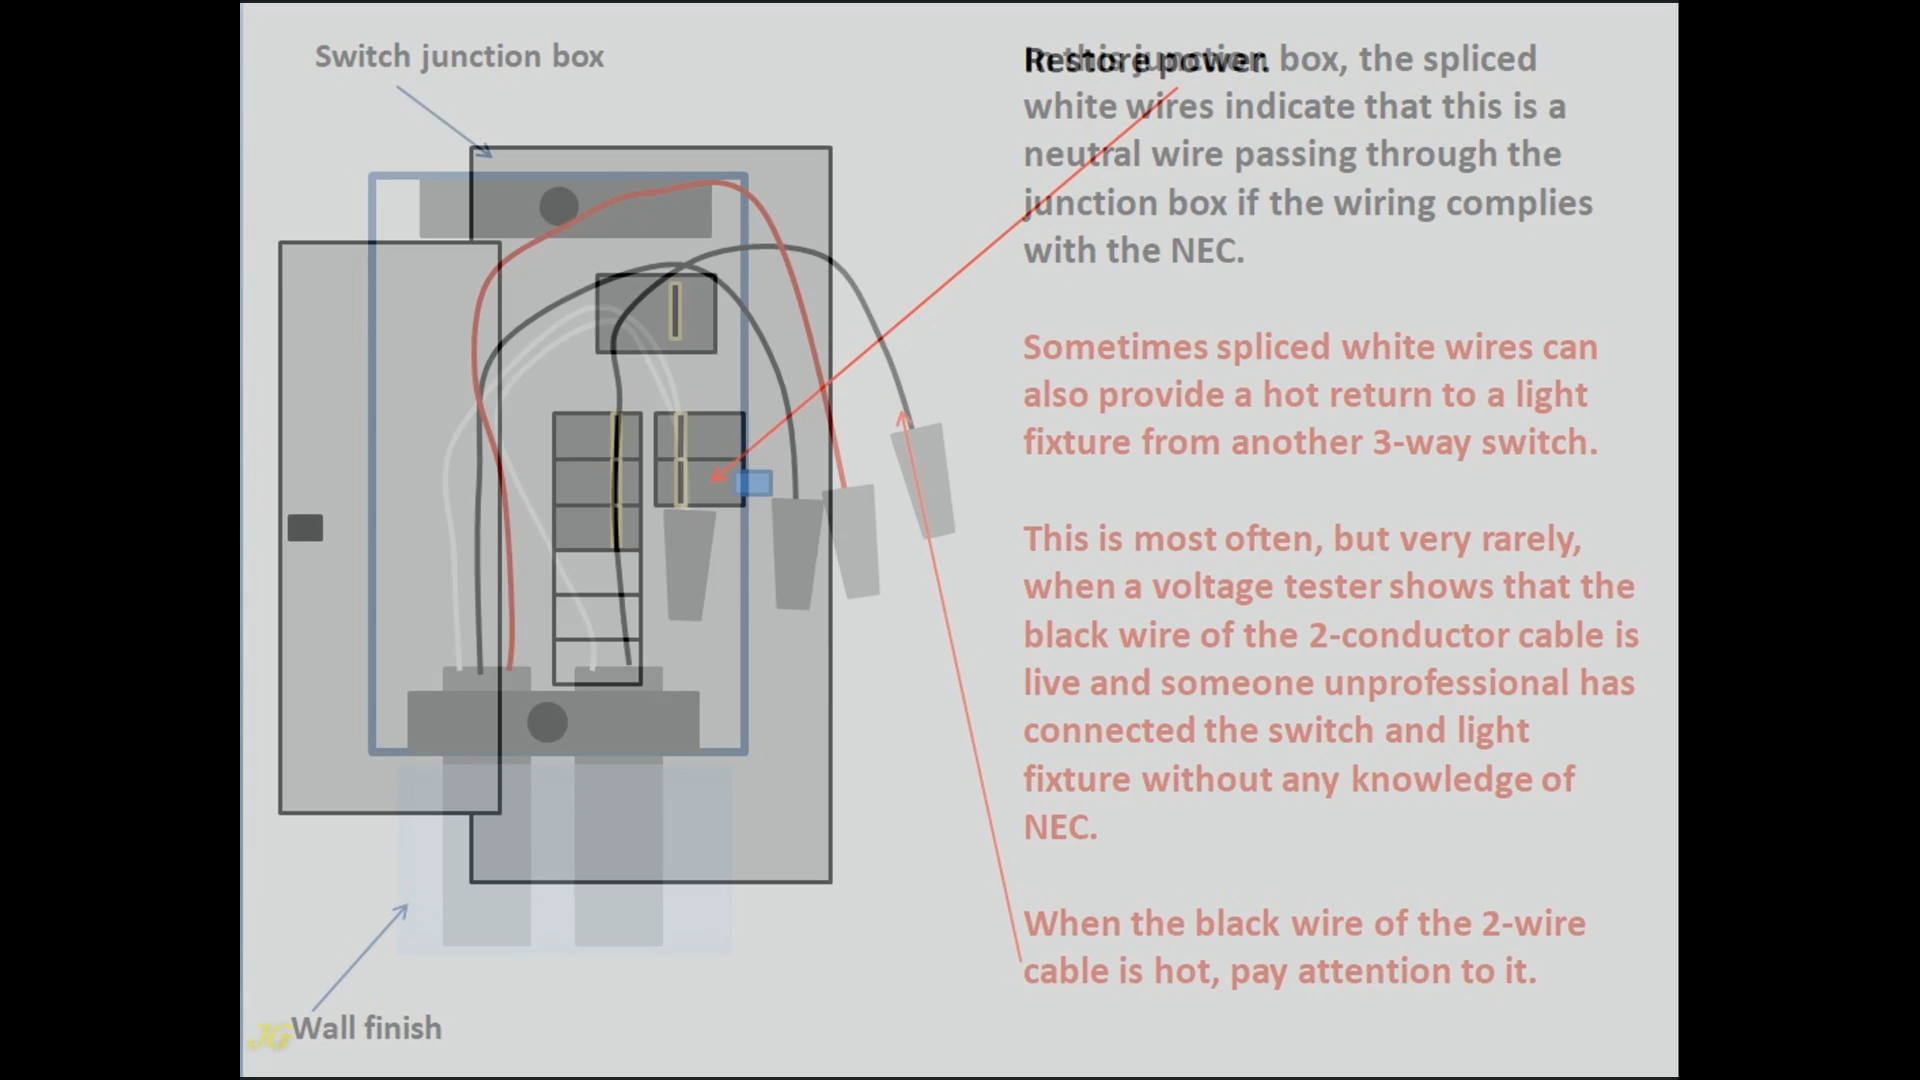 Switch junction box
Restore power.
In this junction box, the spliced
white wires indicate that this is a
neutral wire passing through the
junction box if the wiring complies
with the NEC.
Sometimes spliced white wires can
also provide a hot return to a light
fixture from another 3-way switch.
This is most often, but very rarely,
when a voltage tester shows that the
black wire of the 2-conductor cable is
live and someone unprofessional has
connected the switch and light
fixture without any knowledge of
NEC.
When the black wire of the 2-wire
cable is hot, pay attention to it.
Wall finish
JG